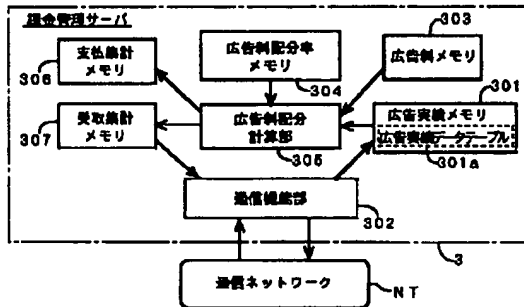 課金管理サーバ
支払集計
メモリ
306
広告料配分率
メモリ
304
303
広告料メモリ
受取集計
メモリ
307
広告料配分
計算部
305
301
広告実績メモリ
広告実績データテーブル
301a
通信機能部
302
3
通信ネットワーク
NT